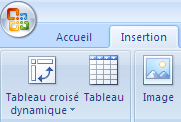 Accueil Insertion
Tableau croisé Tableau Image
dynamique